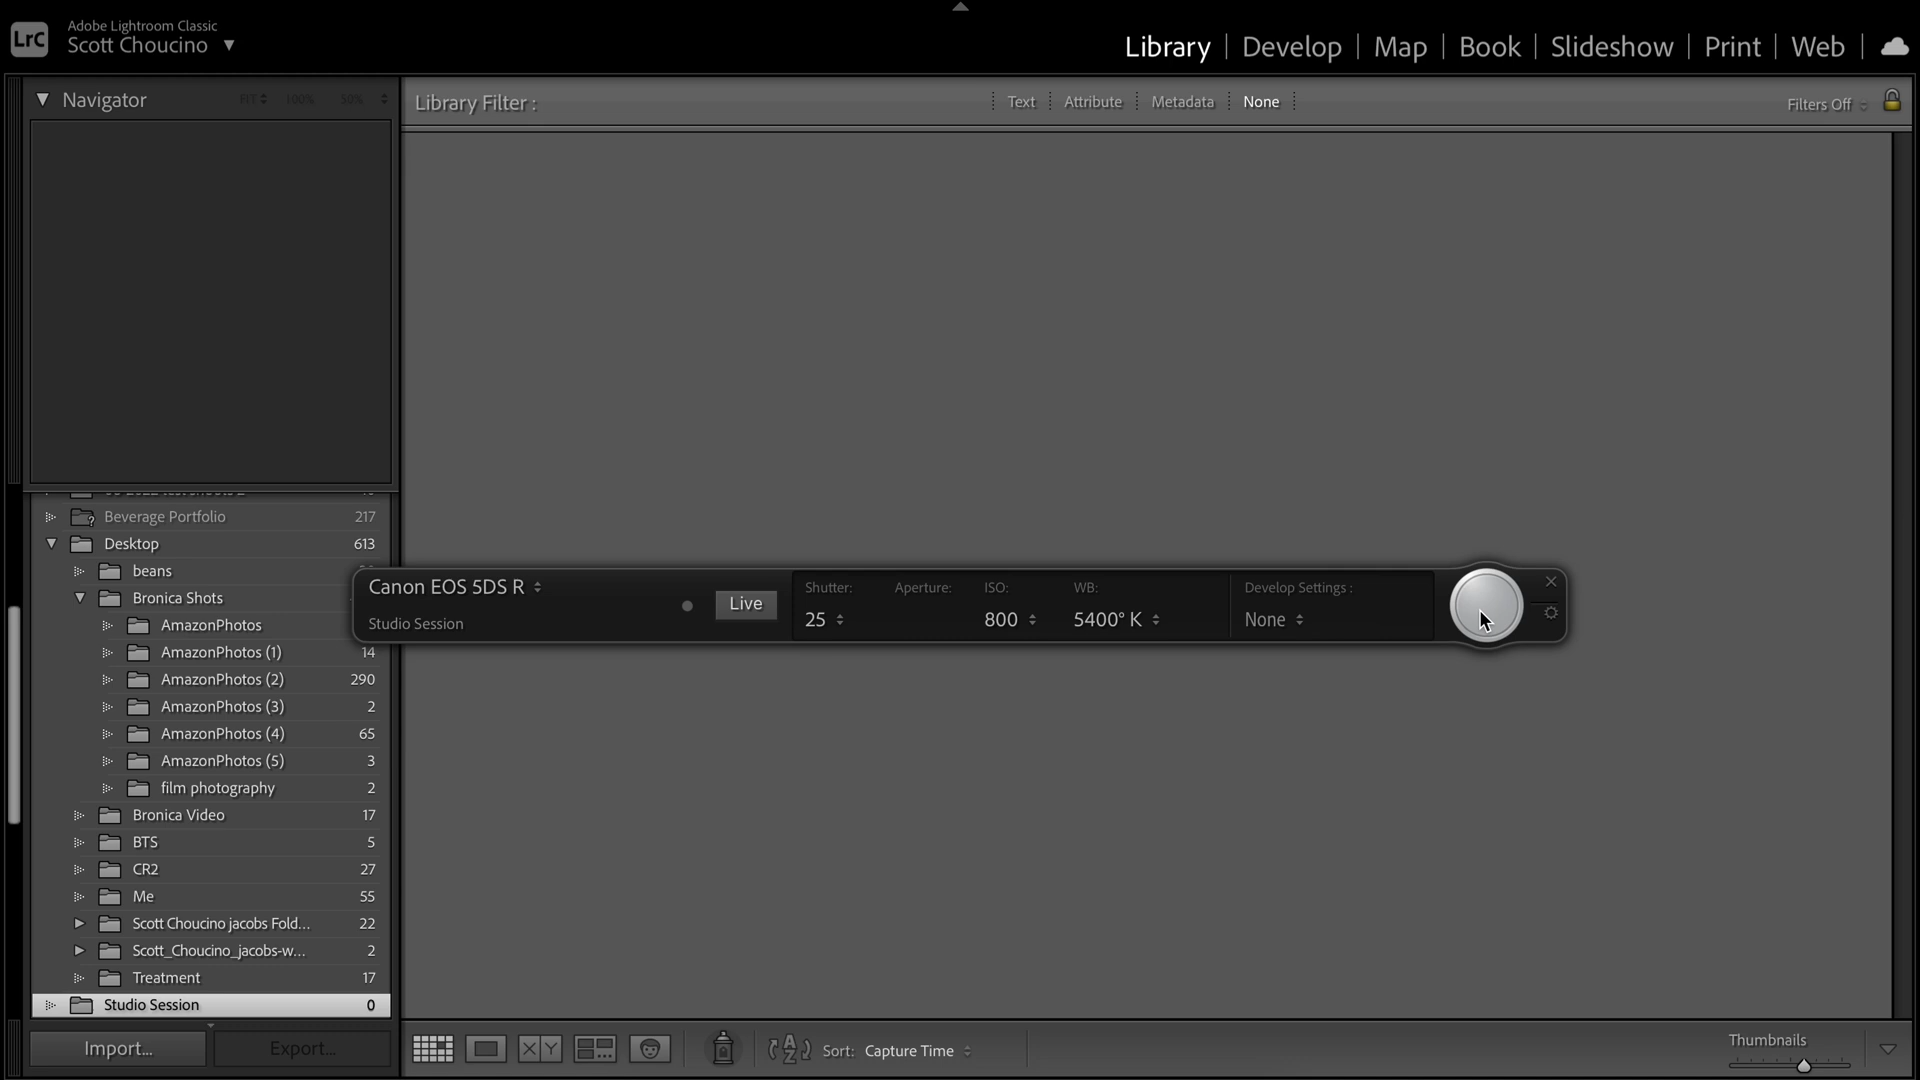 LrC
Adobe Lightroom Classic
Scott Choucino
Library | Develop | Map | Book | Slideshow | Print | Web
Navigator FIT 100% 50%
Library Filter : Text Attribute Metadata None Filters Off
Beverage Portfolio 217
Desktop 613
beans
Bronica Shots
AmazonPhotos
AmazonPhotos (1) 14
AmazonPhotos (2) 290
AmazonPhotos (3) 2
AmazonPhotos (4) 65
AmazonPhotos (5) 3
film photography 2
Bronica Video 17
BTS 5
CR2 27
Me 55
Scott Choucino jacobs Fold... 22
Scott_Choucino_jacobs-w... 2
Treatment 17
Studio Session 0
Import... Export...
Canon EOS 5DS R
Studio Session
Live
Shutter: Aperture: ISO: WB: Develop Settings :
25 800 5400° K None
XY
A
Z
Sort: Capture Time
Thumbnails